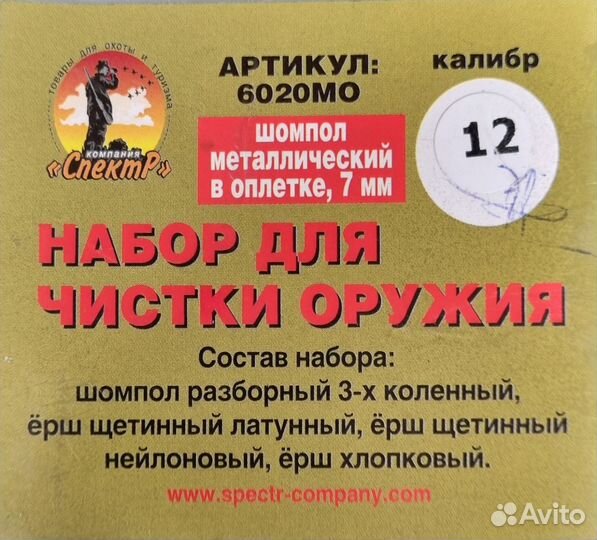 товары для охоты и туризма
компания
«Спектр»
АРТИКУЛ:
6020МО
калибр
12
шомпол
металлический
в оплетке, 7 мм
НАБОР ДЛЯ
ЧИСТКИ ОРУЖИЯ
Состав набора:
шомпол разборный 3-х коленный,
ёрш щетинный латунный, ёрш щетинный
нейлоновый, ёрш хлопковый.
www.spectr-company.com
Avito